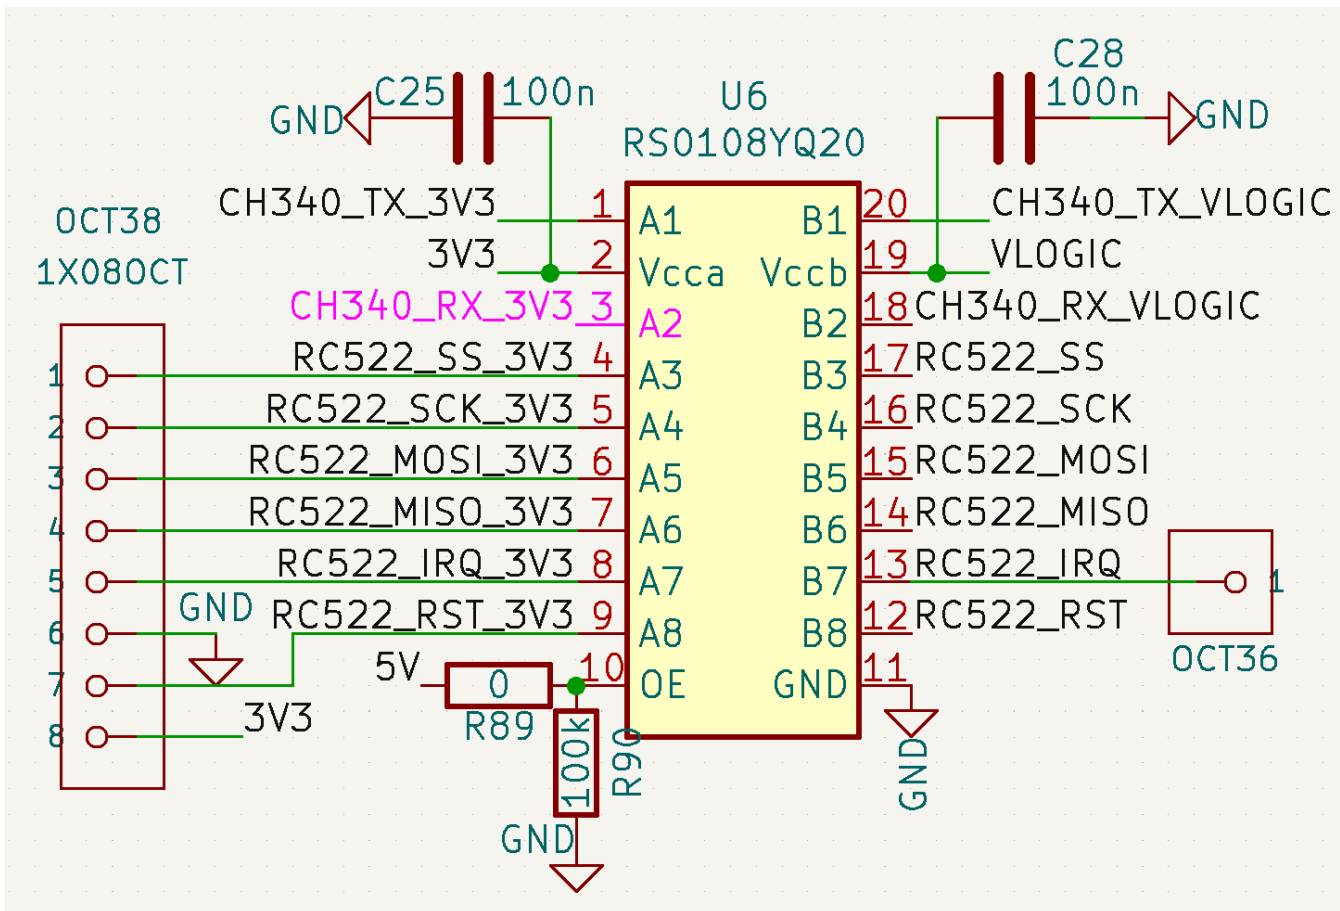 C28
C25 100n
U6
100n
GND
RS0108YQ20
GND
CH340_TX_3V3 1 A1 B1 20 CH340_TX_VLOGIC
OCT38
1X08OCT
3V3 2 Vcca Vccb 19 VLOGIC
CH340_RX_3V3 3 A2 B2 18 CH340_RX_VLOGIC
1 RC522_SS_3V3 4 A3 B3 17 RC522_SS
2 RC522_SCK_3V3 5 A4 B4 16 RC522_SCK
3 RC522_MOSI_3V3 6 A5 B5 15 RC522_MOSI
4 RC522_MISO_3V3 7 A6 B6 14 RC522_MISO
5 RC522_IRQ_3V3 8 A7 B7 13 RC522_IRQ 1
GND
6 RC522_RST_3V3 9 A8 B8 12 RC522_RST
OCT36
7 5V 0 10 OE GND 11
R89
8 3V3
100k
R90
GND
GND